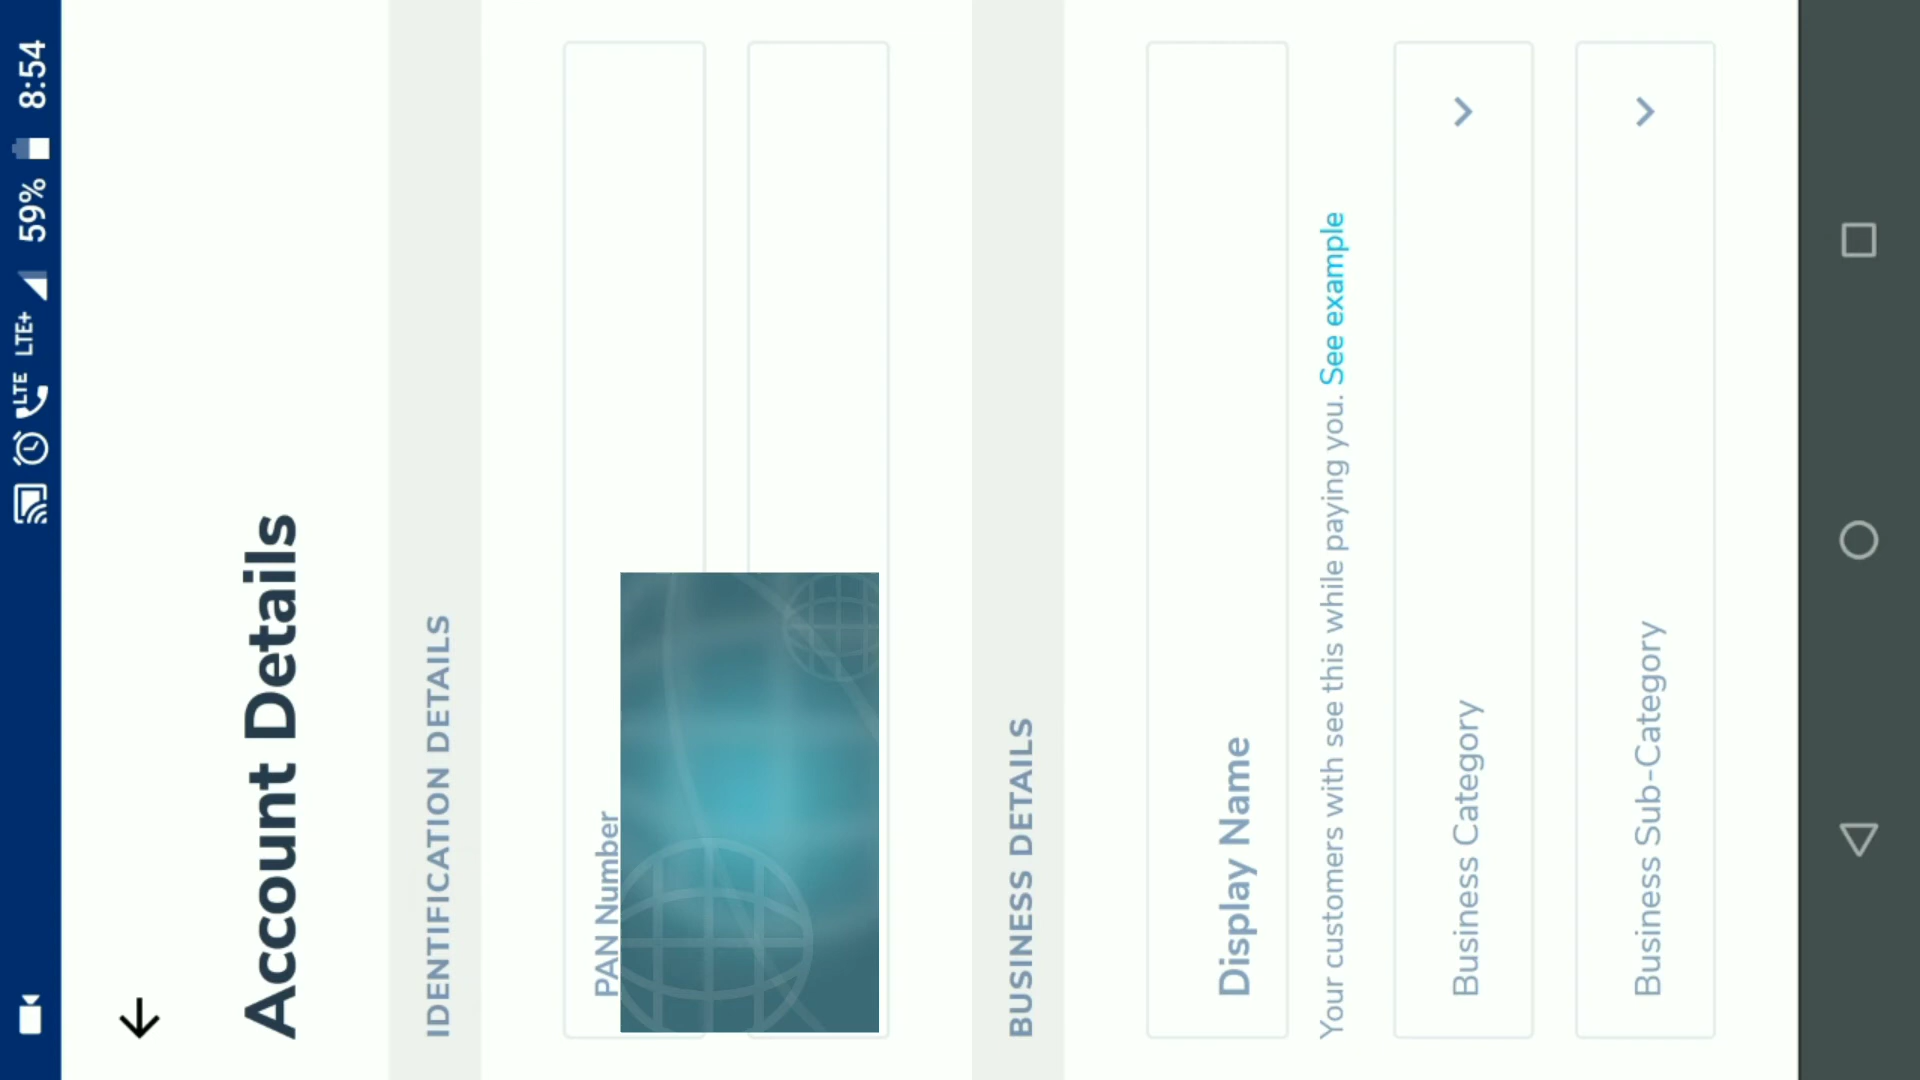 8:54
59%
LTE+
LTE
Account Details
IDENTIFICATION DETAILS
PAN Number
BUSINESS DETAILS
Display Name
Your customers with see this while paying you. See example
Business Category
Business Sub-Category